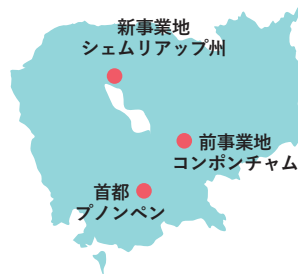 新事業地
シェムリアップ州
前事業地
コンポンチャム
首都
プノンペン